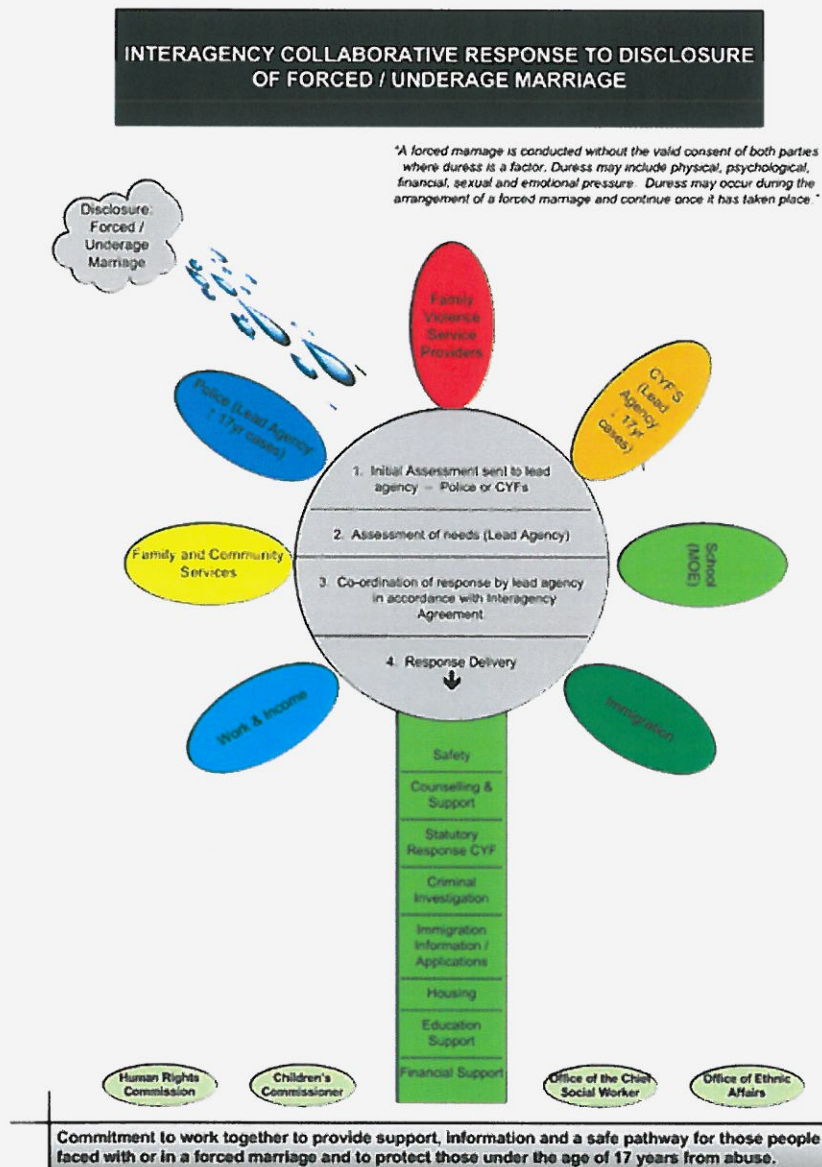 INTERAGENCY COLLABORATIVE RESPONSE TO DISCLOSURE
OF FORCED / UNDERAGE MARRIAGE
"A forced marriage is conducted without the valid consent of both parties
where duress is a factor. Duress may include physical, psychological,
financial, sexual and emotional pressure. Duress may occur during the
arrangement of a forced marriage and continue once it has taken place."
Disclosure:
Forced /
Underage
Marriage
Family
Violence
Service
Providers
Police (Lead Agency
↑ 17yr cases)
CYFS
(Lead
Agency
↓ 17yr
cases)
1. Initial Assessment sent to lead
agency – Police or CYFs
2. Assessment of needs (Lead Agency)
3. Co-ordination of response by lead agency
in accordance with Interagency
Agreement
4. Response Delivery
Family and Community
Services
School
(MOE)
Work & Income
Immigration
Safety
Counselling &
Support
Statutory
Response CYF
Criminal
Investigation
Immigration
Information /
Applications
Housing
Education
Support
Financial Support
Human Rights
Commission
Children's
Commissioner
Office of the Chief
Social Worker
Office of Ethnic
Affairs
Commitment to work together to provide support, information and a safe pathway for those people
faced with or in a forced marriage and to protect those under the age of 17 years from abuse.